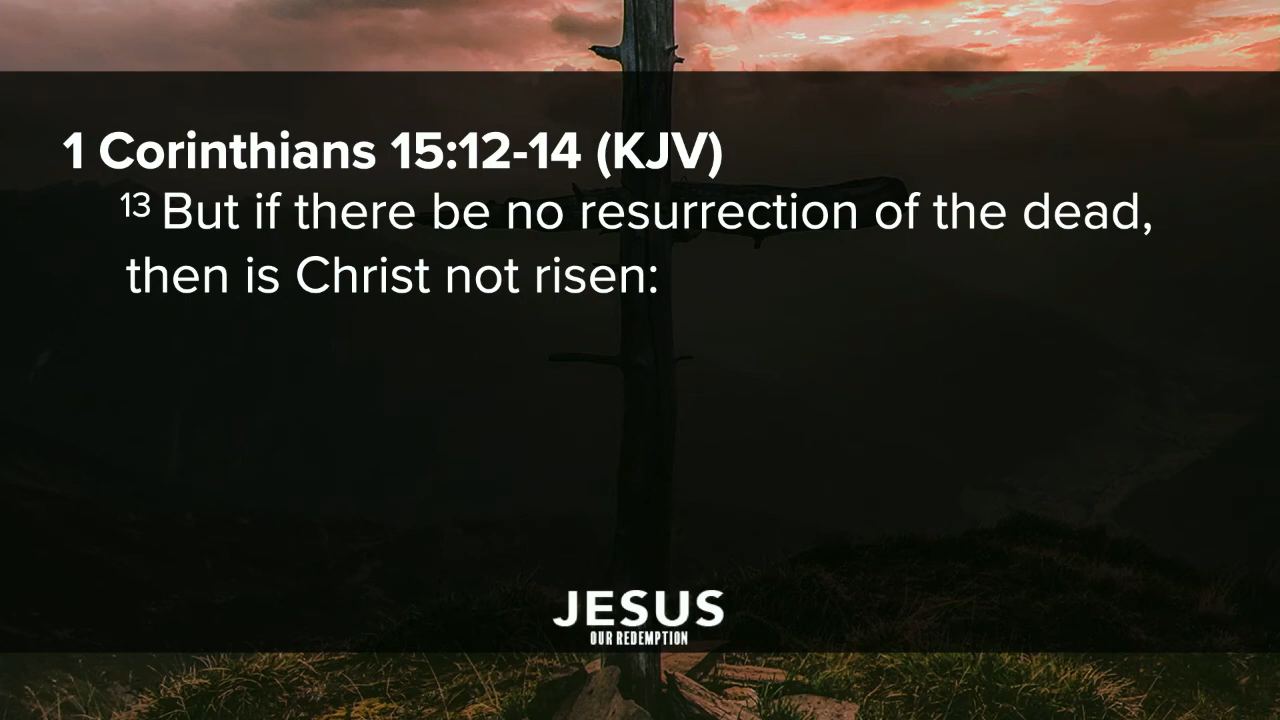 1 Corinthians 15:12-14 (KJV)
13 But if there be no resurrection of the dead,
then is Christ not risen:
JESUS
OUR REDEMPTION